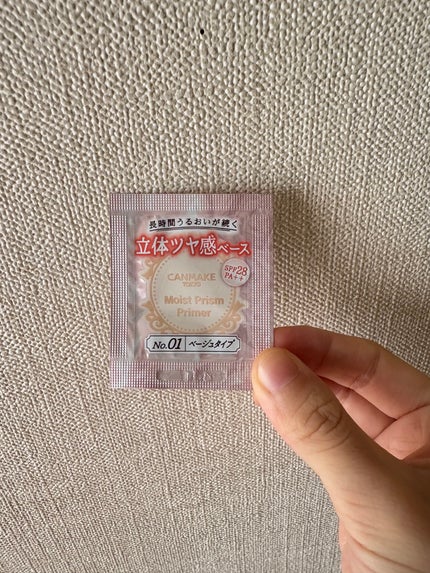 長時間うるおいが続く
立体ツヤ感ベース
SPF28
PA++
CANMAKE
TOKYO
Moist Prism
Primer
No.01 ベージュタイプ